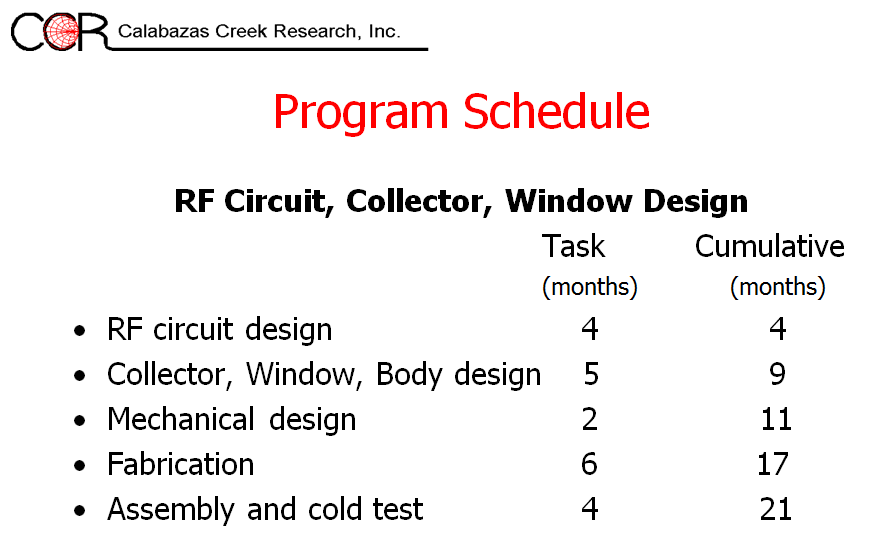 CCR Calabazas Creek Research, Inc.
Program Schedule
RF Circuit, Collector, Window Design
Task Cumulative
(months) (months)
• RF circuit design 4 4
• Collector, Window, Body design 5 9
• Mechanical design 2 11
• Fabrication 6 17
• Assembly and cold test 4 21